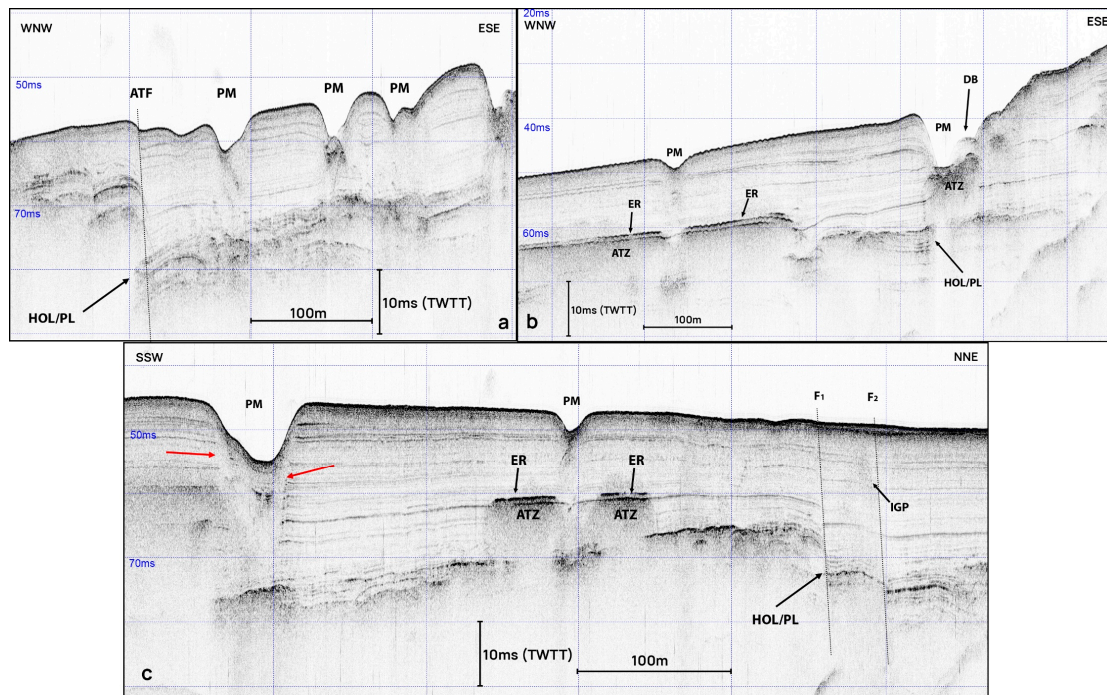 WNW
ESE
50ms
ATF
PM
PM
PM
70ms
HOL/PL
100m
10ms (TWTT)
a
20ms
WNW
ESE
DB
40ms
PM
PM
ATZ
ER
ER
60ms
ATZ
HOL/PL
10ms (TWTT)
100m
b
SSW
NNE
PM
PM
F1
F2
50ms
ER
ER
ATZ
ATZ
IGP
70ms
HOL/PL
10ms (TWTT)
100m
c